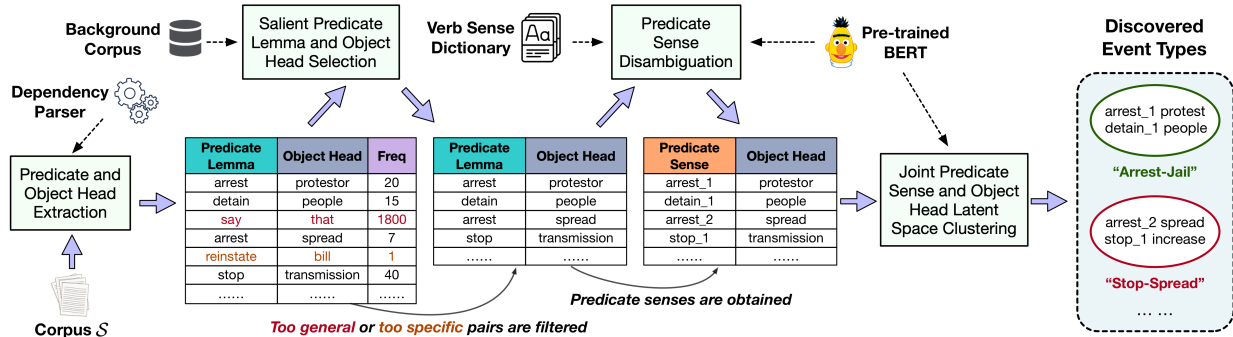 Background
Corpus
Salient Predicate
Lemma and Object
Head Selection
Verb Sense
Dictionary
Aa
Predicate
Sense
Disambiguation
Pre-trained
BERT
Discovered
Event Types
Dependency
Parser
Predicate and
Object Head
Extraction
Corpus S
Predicate Lemma | Object Head | Freq
arrest | protestor | 20
detain | people | 15
say | that | 1800
arrest | spread | 7
reinstate | bill | 1
stop | transmission | 40
...... | ...... | ......
Too general or too specific pairs are filtered
Predicate Lemma | Object Head
arrest | protestor
detain | people
arrest | spread
stop | transmission
...... | ......
Predicate senses are obtained
Predicate Sense | Object Head
arrest_1 | protestor
detain_1 | people
arrest_2 | spread
stop_1 | transmission
...... | ......
Joint Predicate
Sense and Object
Head Latent
Space Clustering
arrest_1 protest
detain_1 people
“Arrest-Jail”
arrest_2 spread
stop_1 increase
“Stop-Spread”
... ...